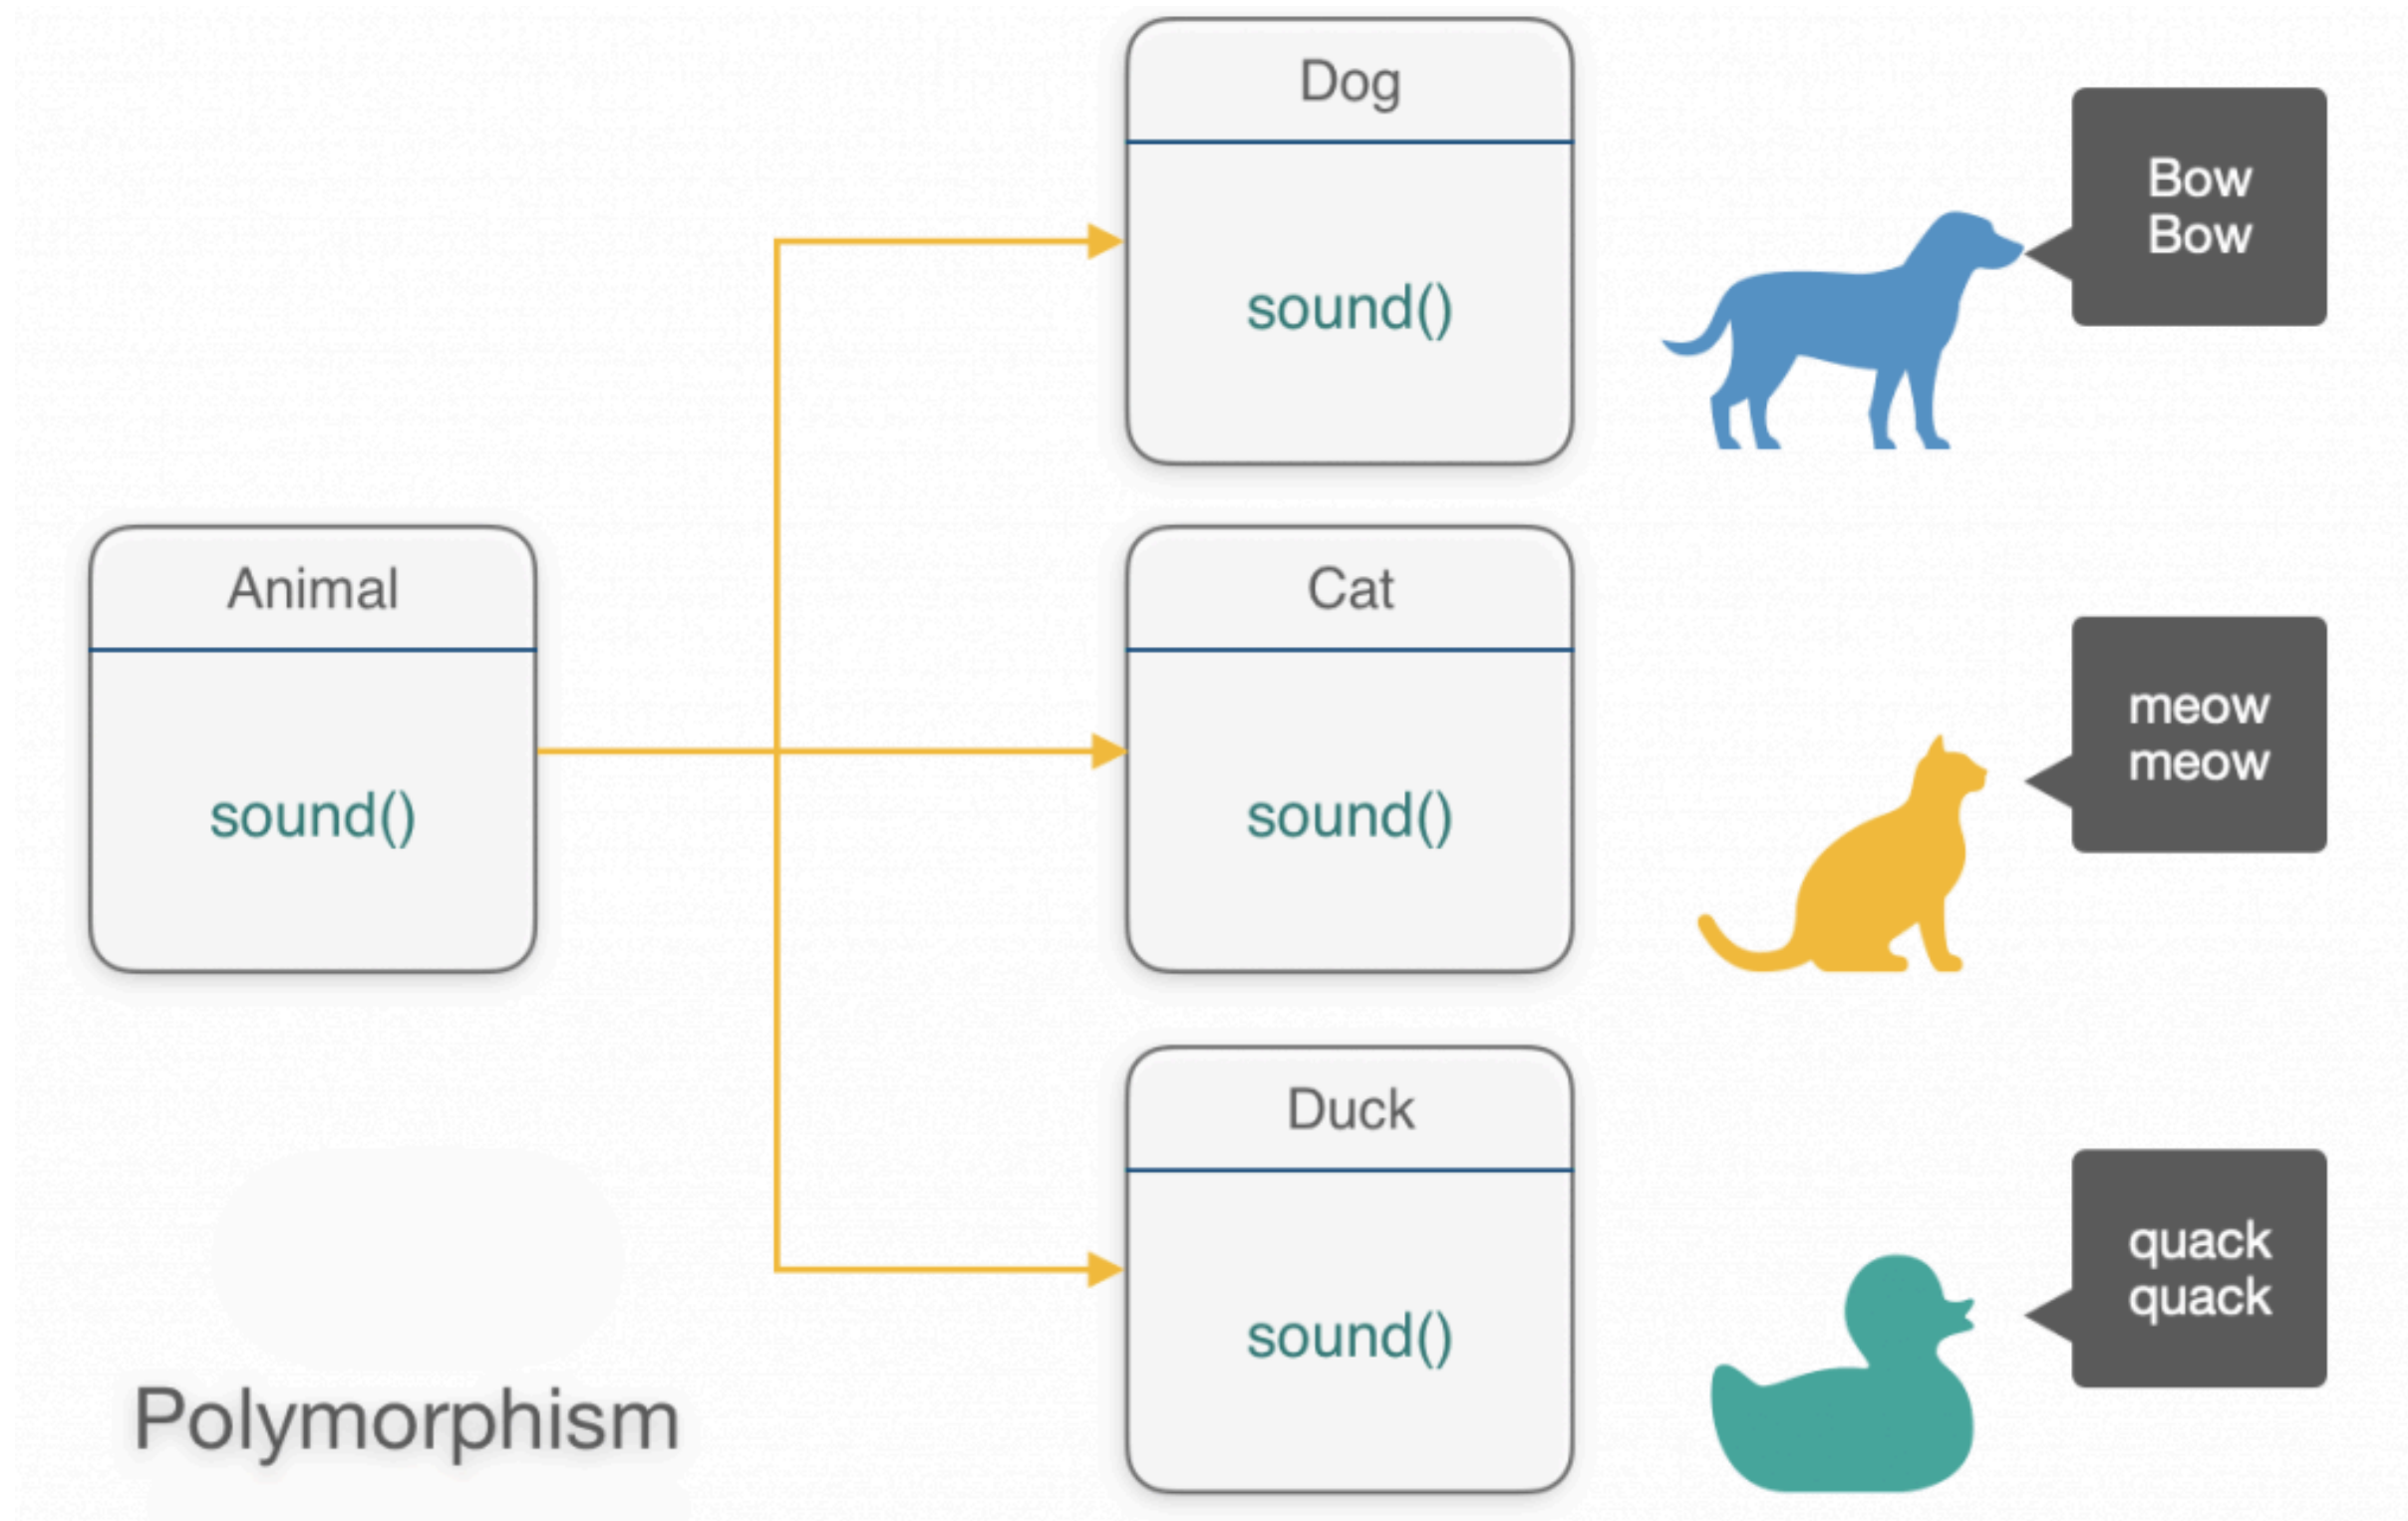 Dog
sound()
Bow
Bow
Animal
sound()
Cat
sound()
meow
meow
Duck
sound()
quack
quack
Polymorphism